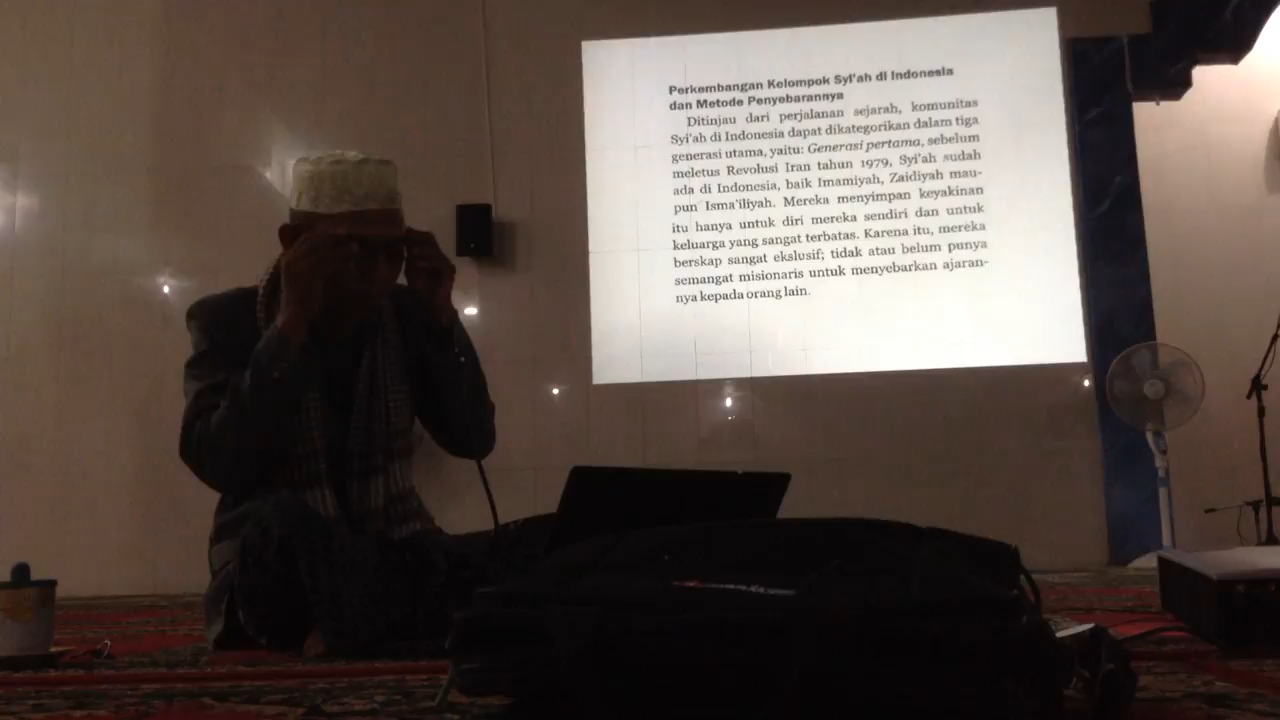 Perkembangan Kelompok Syi'ah di Indonesia
dan Metode Penyebarannya
Ditinjau dari perjalanan sejarah, komunitas
Syi'ah di Indonesia dapat dikategorikan dalam tiga
generasi utama, yaitu: Generasi pertama, sebelum
meletus Revolusi Iran tahun 1979, Syi'ah sudah
ada di Indonesia, baik Imamiyah, Zaidiyah mau-
pun Isma'iliyah. Mereka menyimpan keyakinan
itu hanya untuk diri mereka sendiri dan untuk
keluarga yang sangat terbatas. Karena itu, mereka
berskap sangat ekslusif; tidak atau belum punya
semangat misionaris untuk menyebarkan ajaran-
nya kepada orang lain.